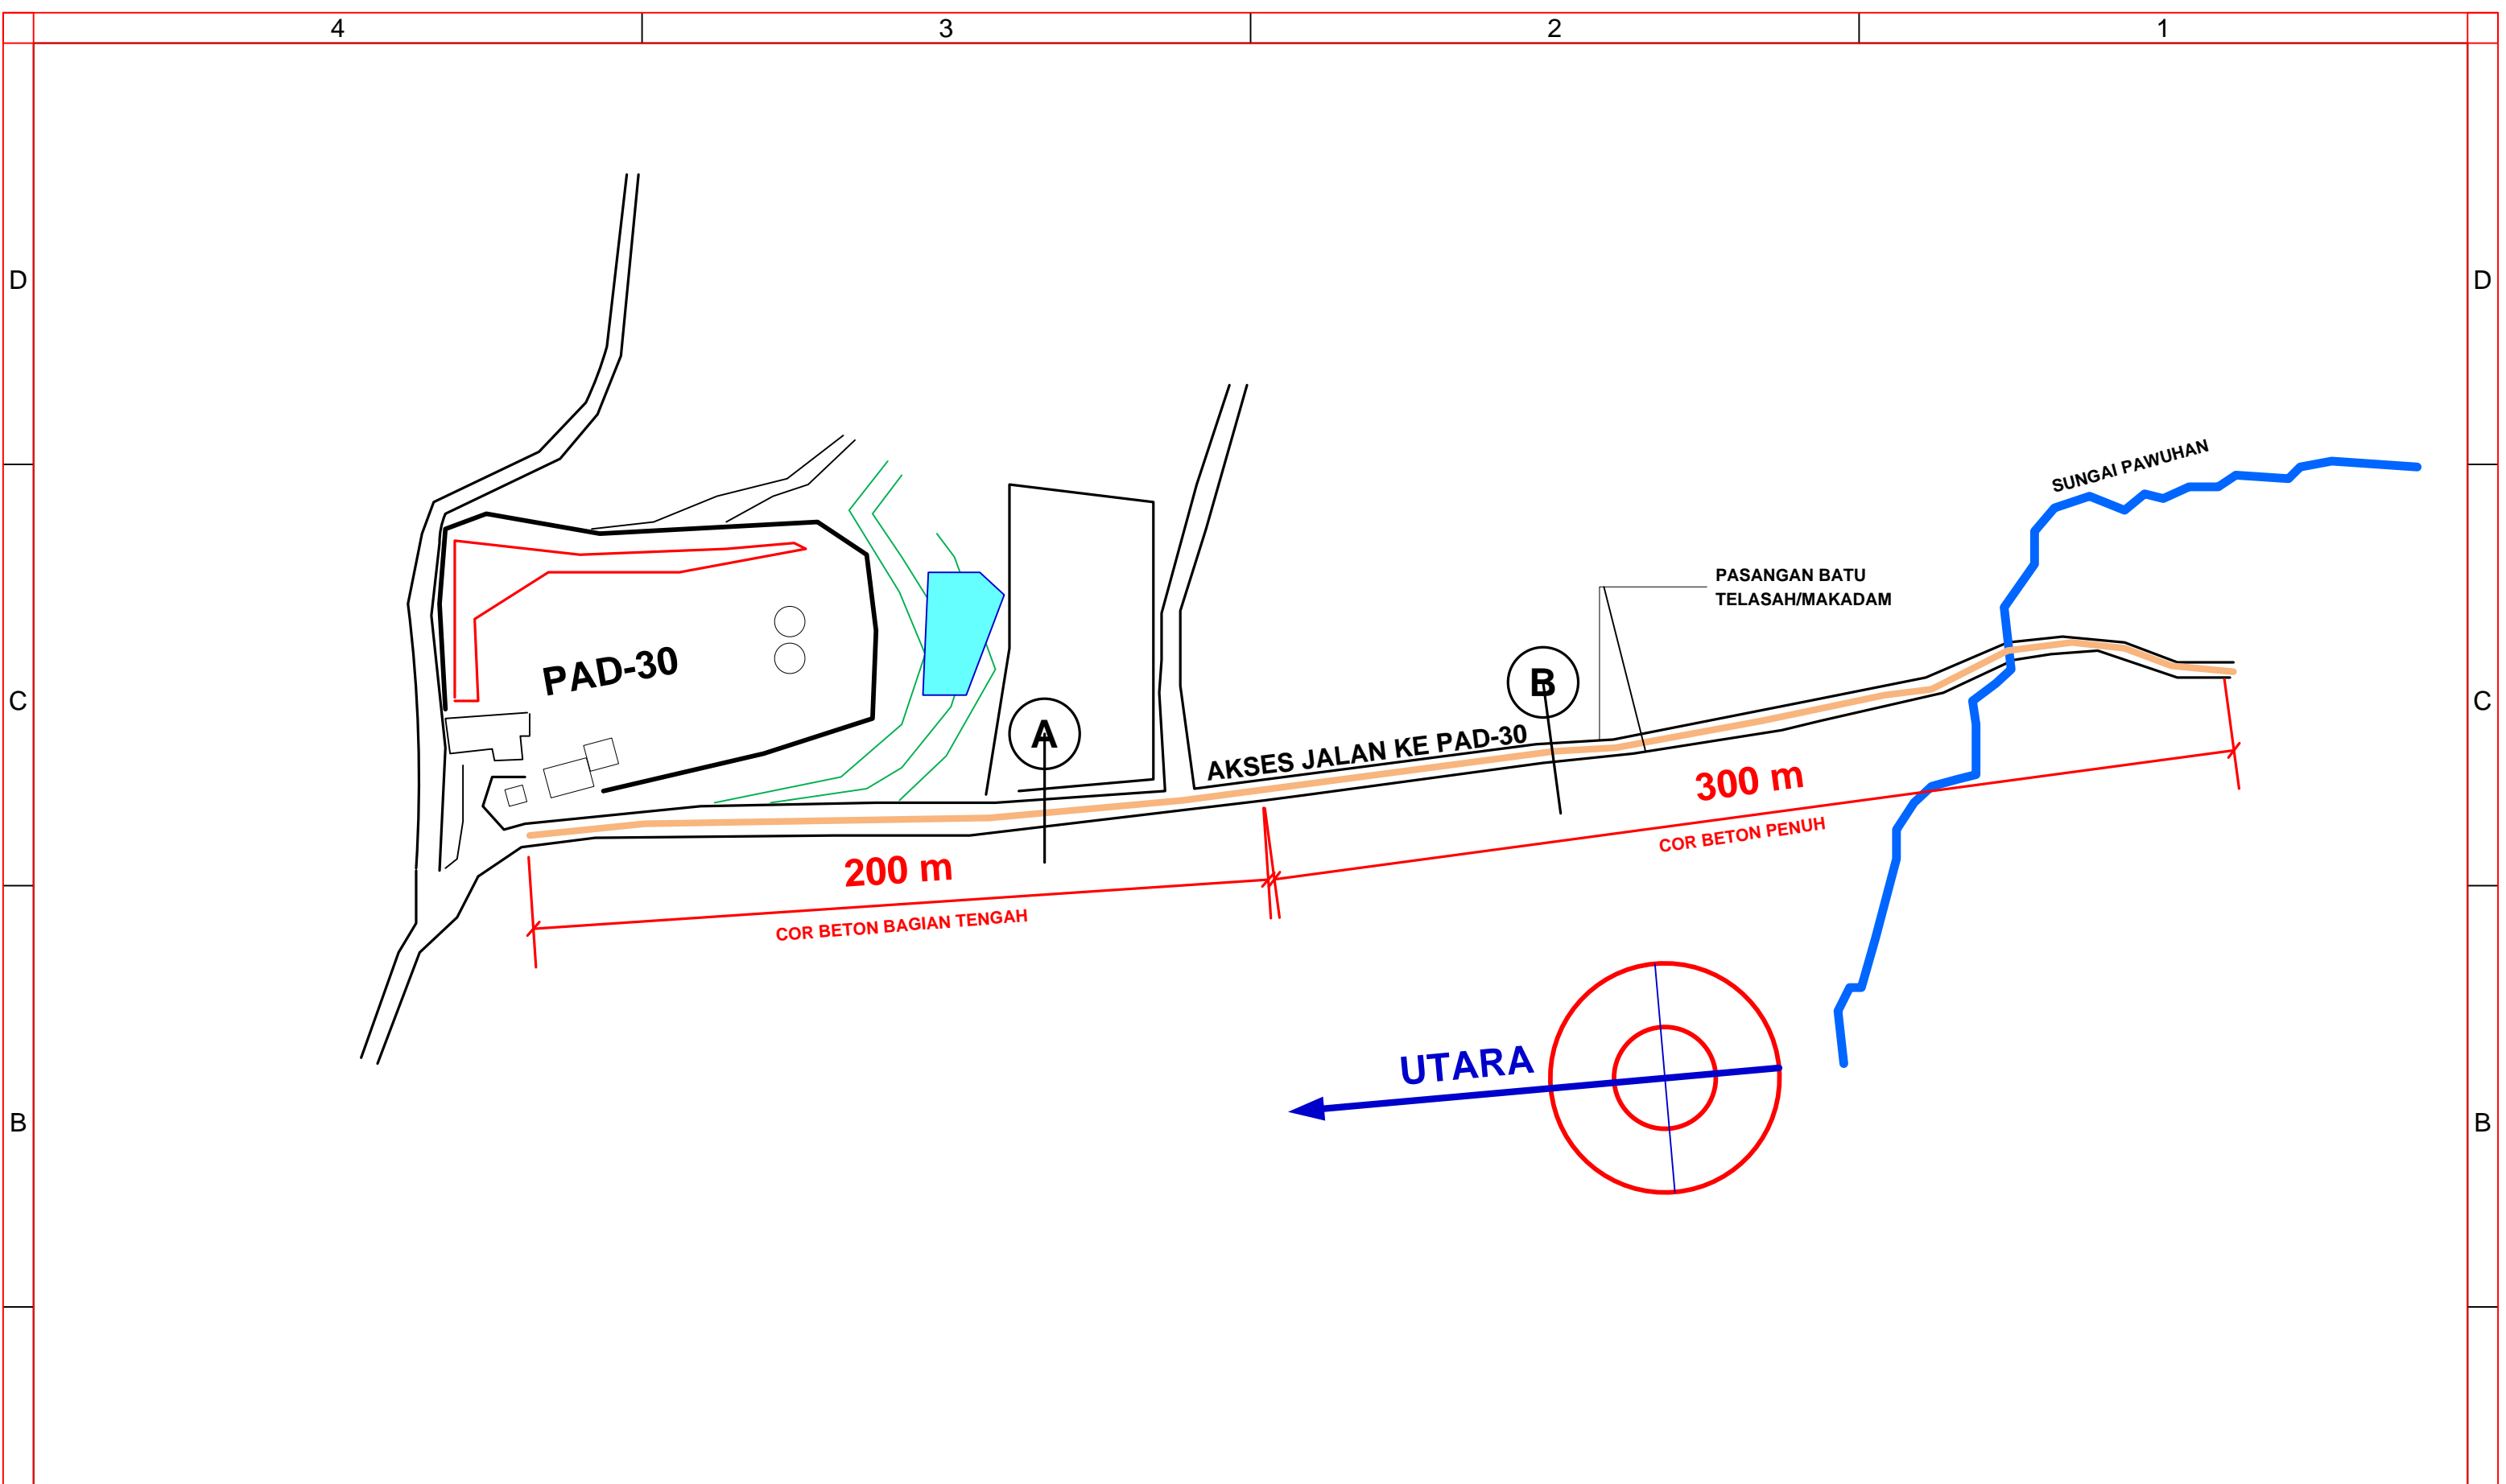 4 3 2 1
D D
SUNGAI PAWUHAN
PASANGAN BATU
TELASAH/MAKADAM
PAD-30
C C
A
B
AKSES JALAN KE PAD-30
300 m
COR BETON PENUH
200 m
COR BETON BAGIAN TENGAH
UTARA
B B